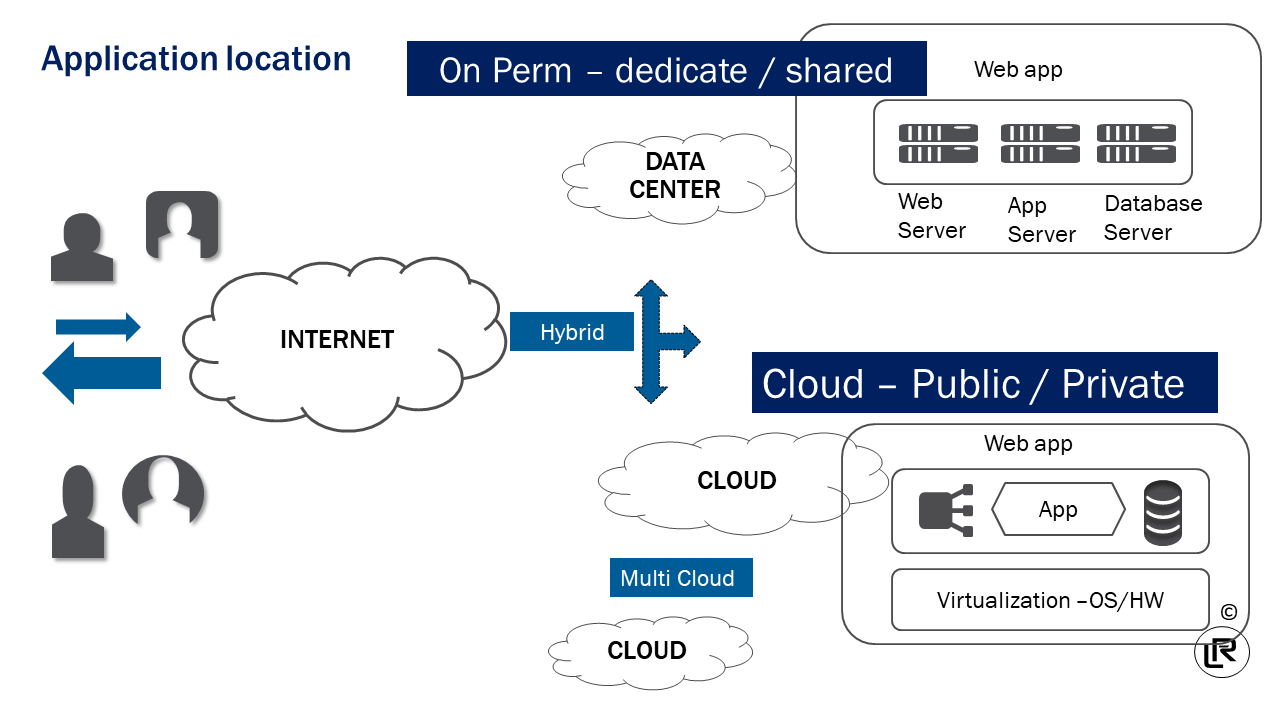 Application location
On Perm – dedicate / shared
Web app
DATA
CENTER
Web
Server
App
Server
Database
Server
INTERNET
Hybrid
Cloud – Public / Private
Web app
CLOUD
App
Multi Cloud
Virtualization –OS/HW
©
CLOUD
LR